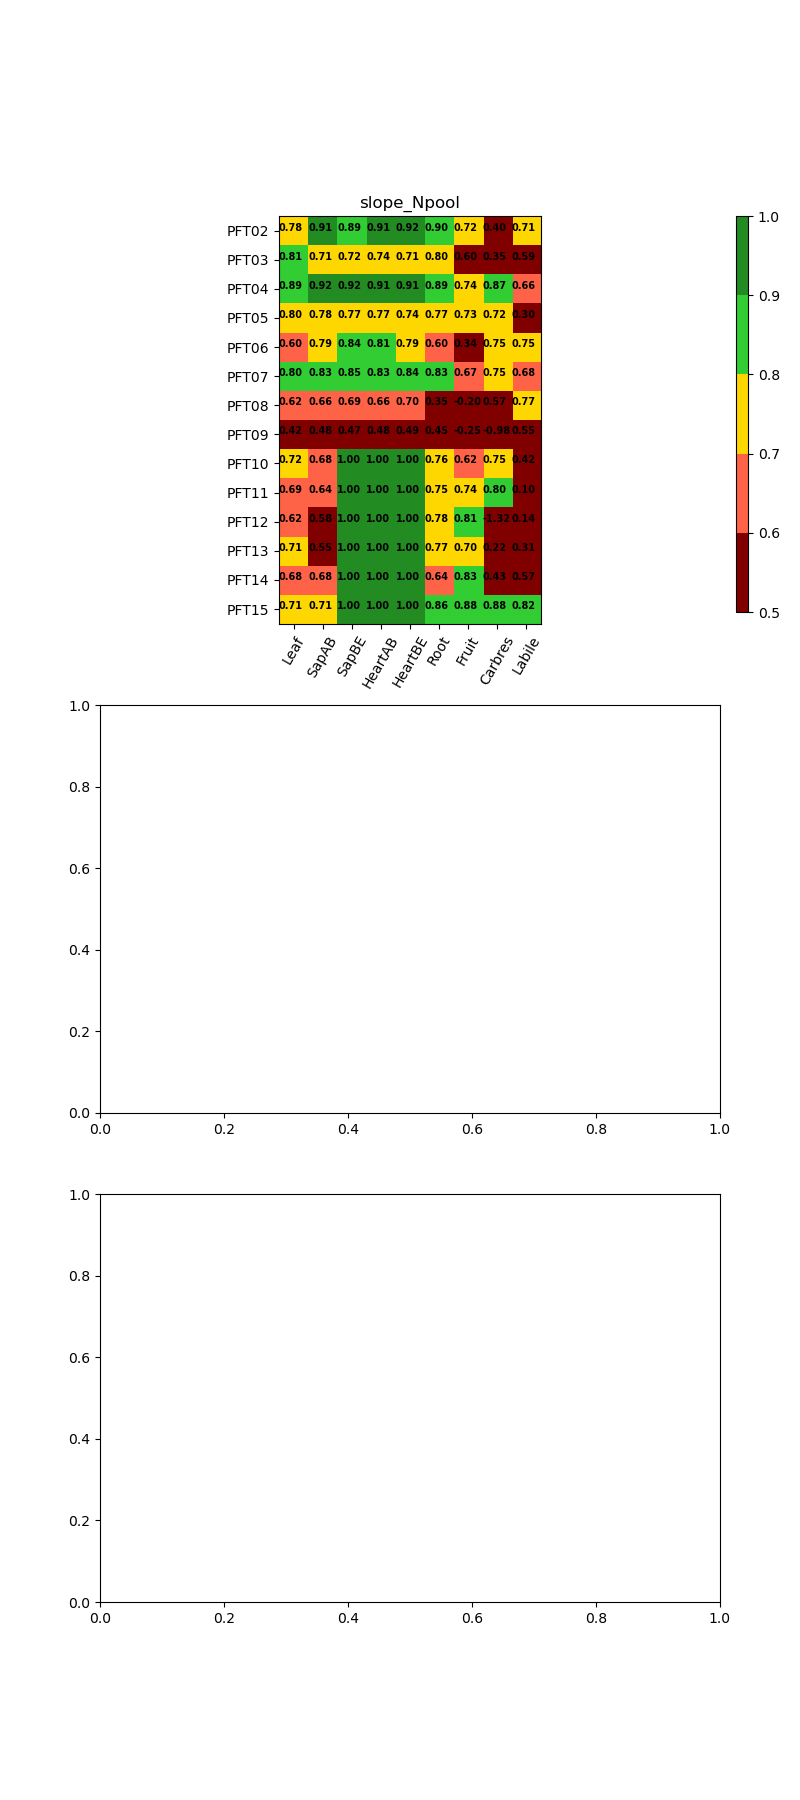 slope_Npool
PFT02 0.78 0.91 0.89 0.91 0.92 0.90 0.72 0.40 0.71
PFT03 0.81 0.71 0.72 0.74 0.71 0.80 0.60 0.35 0.59
PFT04 0.89 0.92 0.92 0.91 0.91 0.89 0.74 0.87 0.66
PFT05 0.80 0.78 0.77 0.77 0.74 0.77 0.73 0.72 0.30
PFT06 0.60 0.79 0.84 0.81 0.79 0.60 0.34 0.75 0.75
PFT07 0.80 0.83 0.85 0.83 0.84 0.83 0.67 0.75 0.68
PFT08 0.62 0.66 0.69 0.66 0.70 0.35 -0.20 0.57 0.77
PFT09 0.42 0.48 0.47 0.48 0.49 0.45 -0.25 -0.98 0.55
PFT10 0.72 0.68 1.00 1.00 1.00 0.76 0.62 0.75 0.42
PFT11 0.69 0.64 1.00 1.00 1.00 0.75 0.74 0.80 0.10
PFT12 0.62 0.58 1.00 1.00 1.00 0.78 0.81 -1.32 0.14
PFT13 0.71 0.55 1.00 1.00 1.00 0.77 0.70 0.22 0.31
PFT14 0.68 0.68 1.00 1.00 1.00 0.64 0.83 0.43 0.57
PFT15 0.71 0.71 1.00 1.00 1.00 0.86 0.88 0.88 0.82
Leaf SapAB SapBE HeartAB HeartBE Root Fruit Carbres Labile
1.0
0.9
0.8
0.7
0.6
0.5
1.0
0.8
0.6
0.4
0.2
0.0
0.0 0.2 0.4 0.6 0.8 1.0
1.0
0.8
0.6
0.4
0.2
0.0
0.0 0.2 0.4 0.6 0.8 1.0